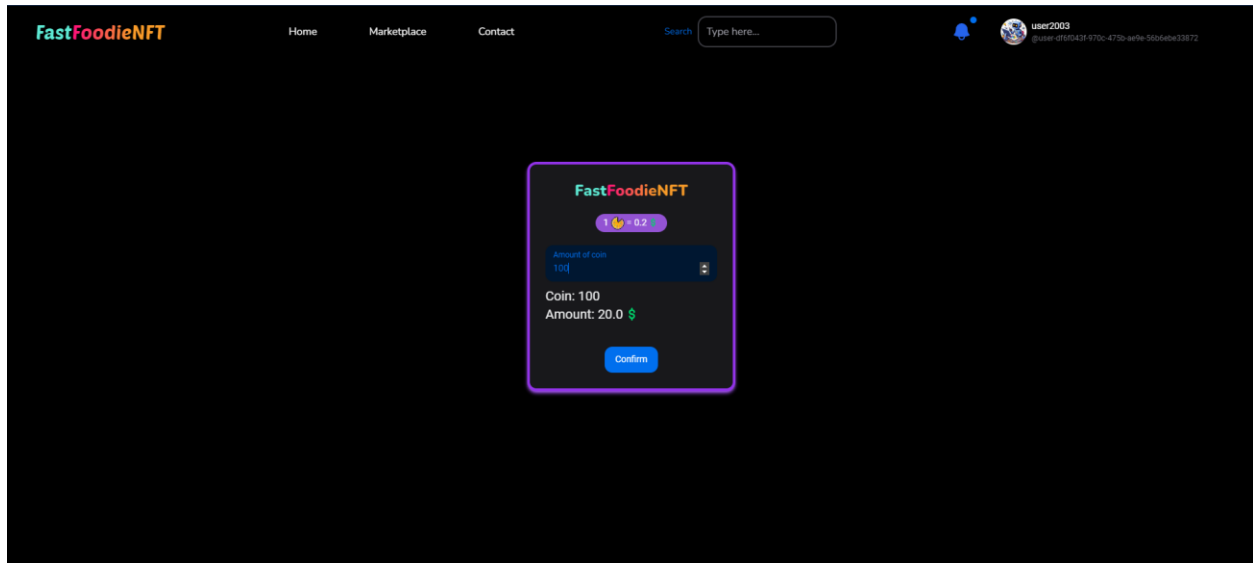 FastFoodieNFT
Home
Marketplace
Contact
Search
Type here...
user2003
@user-df6f043f-970c-475b-ae9e-56b6ebe33872
FastFoodieNFT
1 = 0.2 $
Amount of coin
100
Coin: 100
Amount: 20.0 $
Confirm